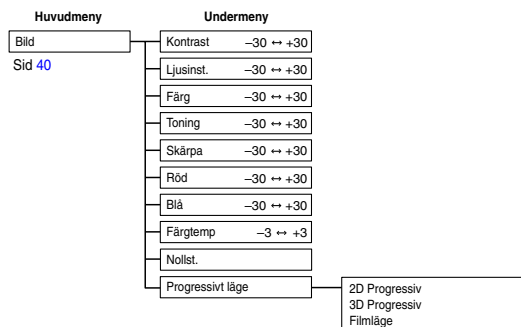 Huvudmeny Undermeny
Bild
Sid 40
Kontrast –30 ↔ +30
Ljusinst. –30 ↔ +30
Färg –30 ↔ +30
Toning –30 ↔ +30
Skärpa –30 ↔ +30
Röd –30 ↔ +30
Blå –30 ↔ +30
Färgtemp –3 ↔ +3
Nollst.
Progressivt läge
2D Progressiv
3D Progressiv
Filmläge